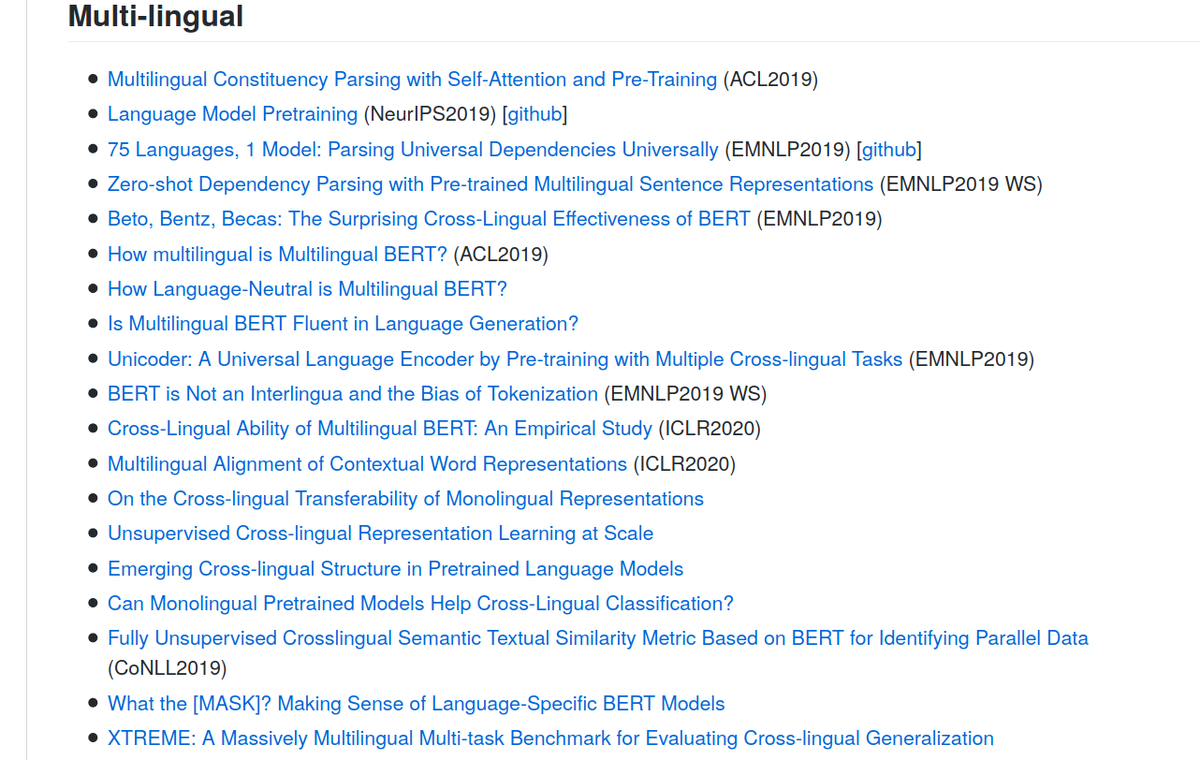 Multi-lingual
Multilingual Constituency Parsing with Self-Attention and Pre-Training (ACL2019)
Language Model Pretraining (NeurIPS2019) [github]
75 Languages, 1 Model: Parsing Universal Dependencies Universally (EMNLP2019) [github]
Zero-shot Dependency Parsing with Pre-trained Multilingual Sentence Representations (EMNLP2019 WS)
Beto, Bentz, Becas: The Surprising Cross-Lingual Effectiveness of BERT (EMNLP2019)
How multilingual is Multilingual BERT? (ACL2019)
How Language-Neutral is Multilingual BERT?
Is Multilingual BERT Fluent in Language Generation?
Unicoder: A Universal Language Encoder by Pre-training with Multiple Cross-lingual Tasks (EMNLP2019)
BERT is Not an Interlingua and the Bias of Tokenization (EMNLP2019 WS)
Cross-Lingual Ability of Multilingual BERT: An Empirical Study (ICLR2020)
Multilingual Alignment of Contextual Word Representations (ICLR2020)
On the Cross-lingual Transferability of Monolingual Representations
Unsupervised Cross-lingual Representation Learning at Scale
Emerging Cross-lingual Structure in Pretrained Language Models
Can Monolingual Pretrained Models Help Cross-Lingual Classification?
Fully Unsupervised Crosslingual Semantic Textual Similarity Metric Based on BERT for Identifying Parallel Data
(CoNLL2019)
What the [MASK]? Making Sense of Language-Specific BERT Models
XTREME: A Massively Multilingual Multi-task Benchmark for Evaluating Cross-lingual Generalization